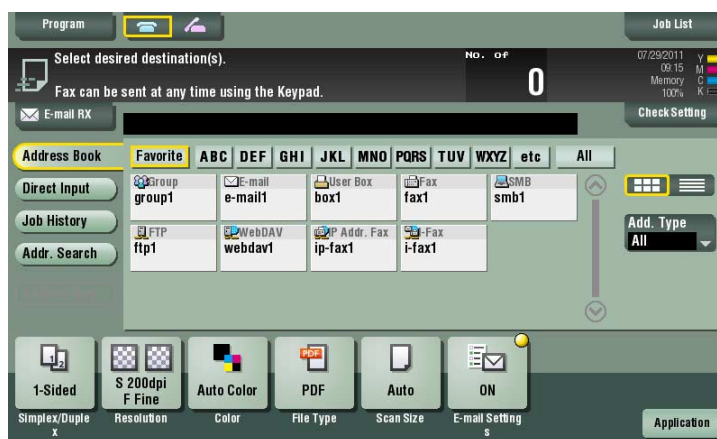 Program
Job List
Select desired destination(s).
No. of
0
07/29/2011
09:15
Memory
100%
Y
M
C
K
Fax can be sent at any time using the Keypad.
E-mail RX
Check Setting
Address Book
Favorite ABC DEF GHI JKL MNO PQRS TUV WXYZ etc All
Direct Input
Job History
Addr. Search
Group
group1
E-mail
e-mail1
User Box
box1
Fax
fax1
SMB
smb1
FTP
ftp1
WebDAV
webdav1
IP Addr. Fax
ip-fax1
I-Fax
i-fax1
Add. Type
All
1 2
1-Sided
Simplex/Duple
x
S 200dpi
F Fine
Resolution
Auto Color
Color
PDF
PDF
File Type
Auto
Scan Size
ON
E-mail Setting
s
Application